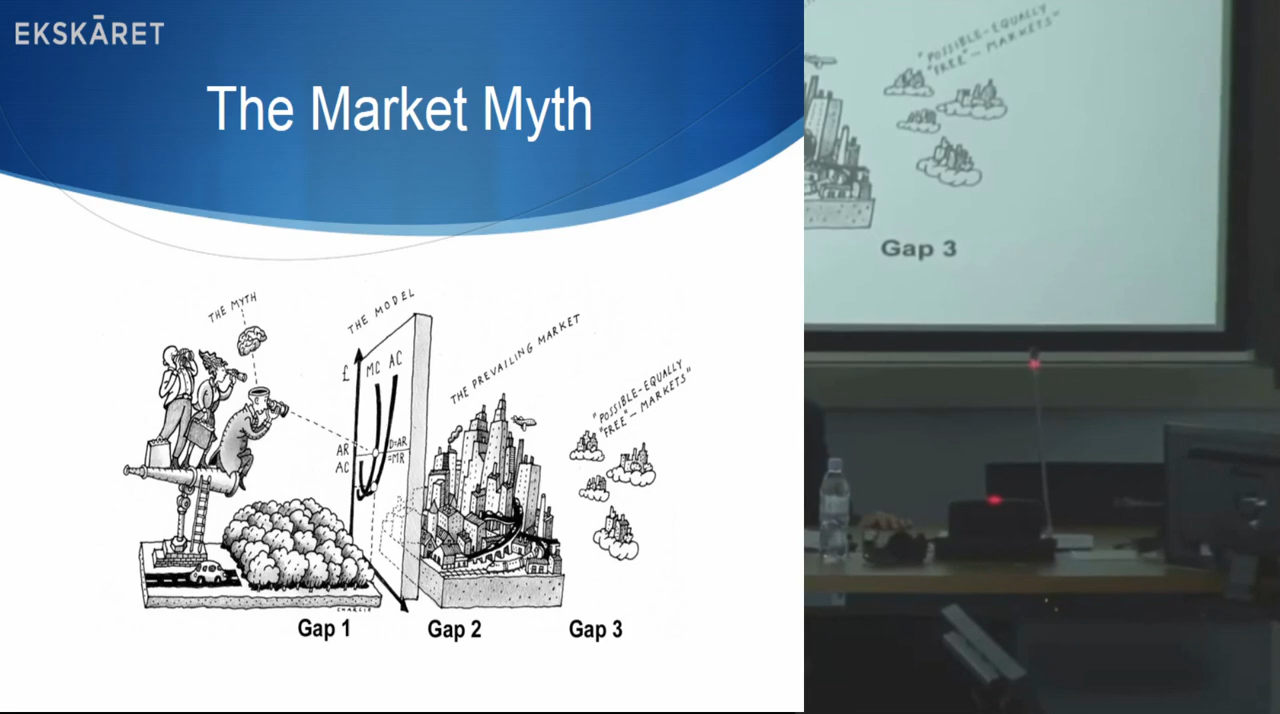 EKSKĀRET
The Market Myth
THE MYTH
THE MODEL
£
MC AC
THE PREVAILING MARKET
"POSSIBLE-EQUALLY
"FREE"— MARKETS"
AR
AC
D=AR
=MR
CHARLIE
Gap 1
Gap 2
Gap 3
"POSSIBLE-EQUALLY
"FREE"— MARKETS"
Gap 3